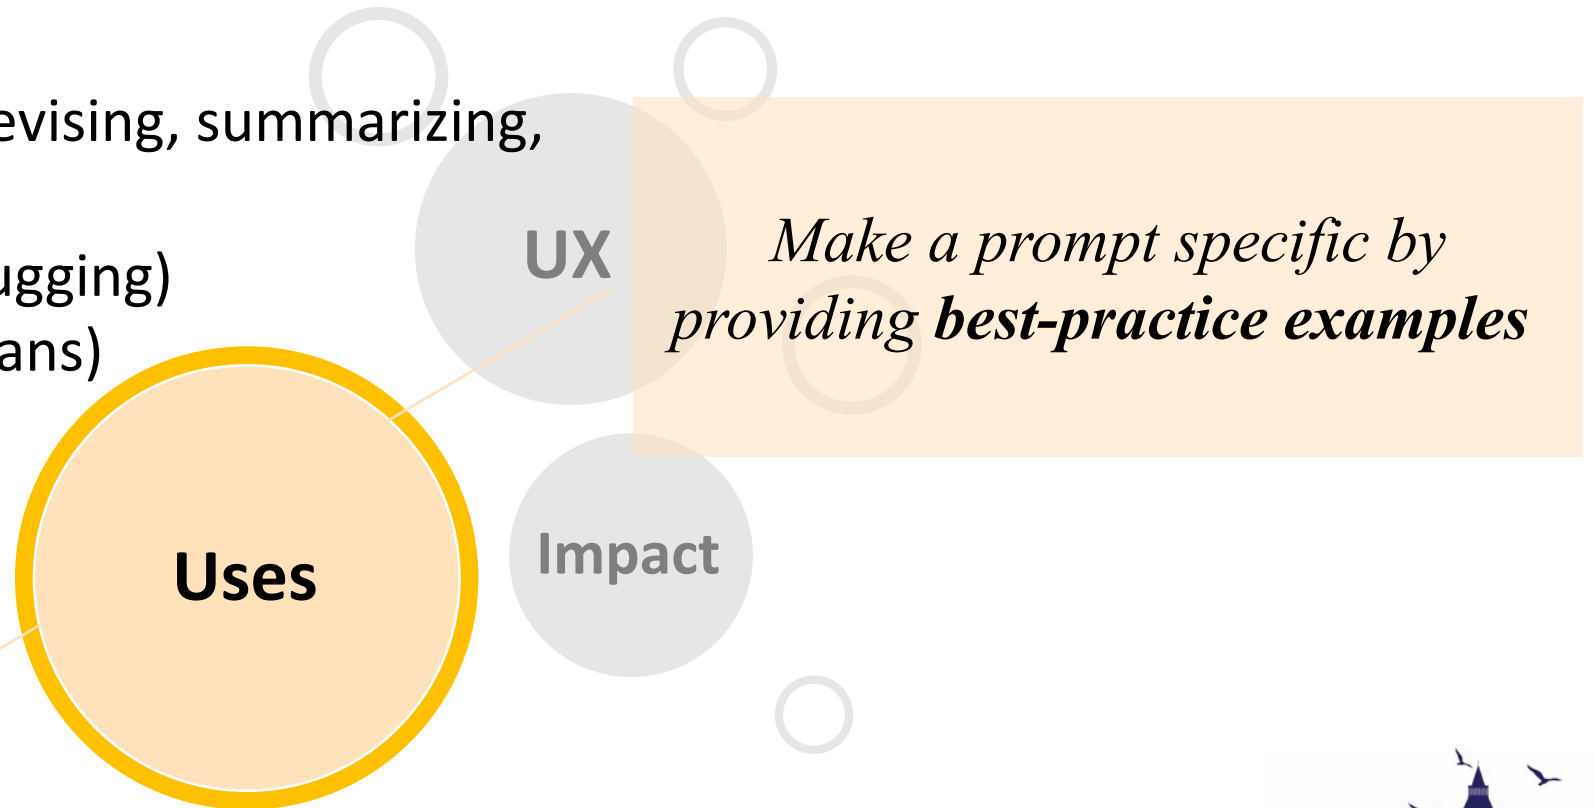 evising, summarizing,
ugging)
ans)
UX
Make a prompt specific by
providing best-practice examples
Impact
Uses